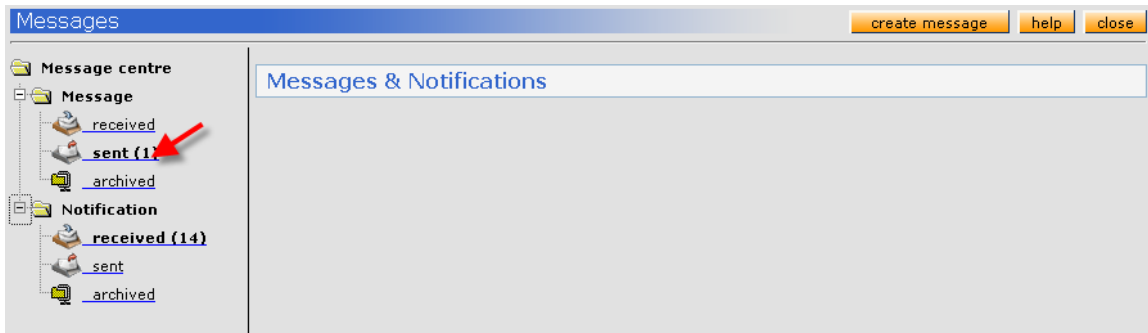 Messages create message help close
Message centre
Messages & Notifications
Message
received
sent (1)
archived
Notification
received (14)
sent
archived